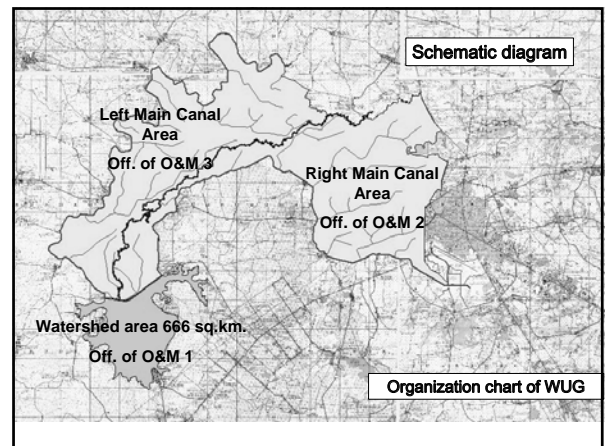 Schematic diagram
Left Main Canal
Area
Off. of O&M 3
Right Main Canal
Area
Off. of O&M 2
Watershed area 666 sq.km.
Off. of O&M 1
Organization chart of WUG